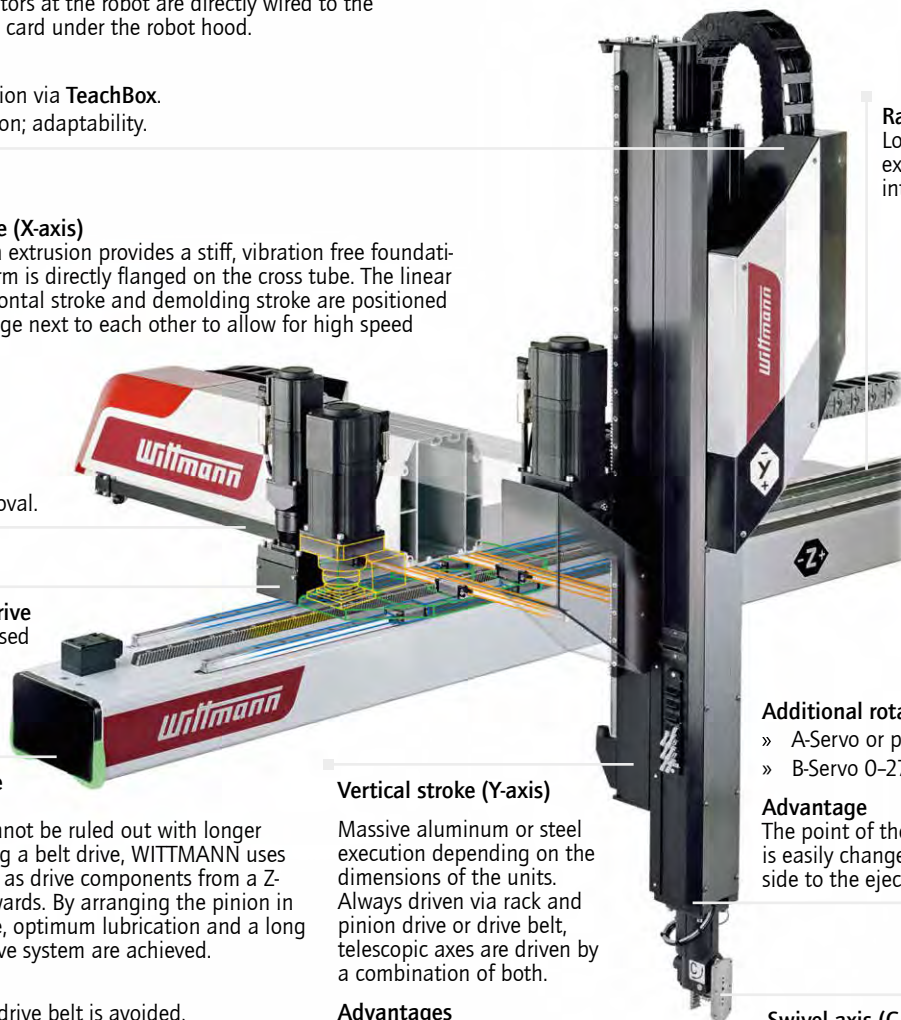 tors at the robot are directly wired to the
card under the robot hood.
ion via TeachBox.
on; adaptability.
Ra
Lo
ex
int
e (X-axis)
extrusion provides a stiff, vibration free foundati-
rm is directly flanged on the cross tube. The linear
ontal stroke and demolding stroke are positioned
ge next to each other to allow for high speed
Wittmann
Wittmann
-
Y
+
-Z+
oval.
rive
sed
Wittmann
e
nnot be ruled out with longer
g a belt drive, WITTMANN uses
as drive components from a Z-
wards. By arranging the pinion in
e, optimum lubrication and a long
ve system are achieved.
drive belt is avoided.
Vertical stroke (Y-axis)
Massive aluminum or steel
execution depending on the
dimensions of the units.
Always driven via rack and
pinion drive or drive belt,
telescopic axes are driven by
a combination of both.
Advantages
Additional rota
» A-Servo or p
» B-Servo 0–27
Advantage
The point of the
is easily change
side to the ejec
C
Swivel axis (C